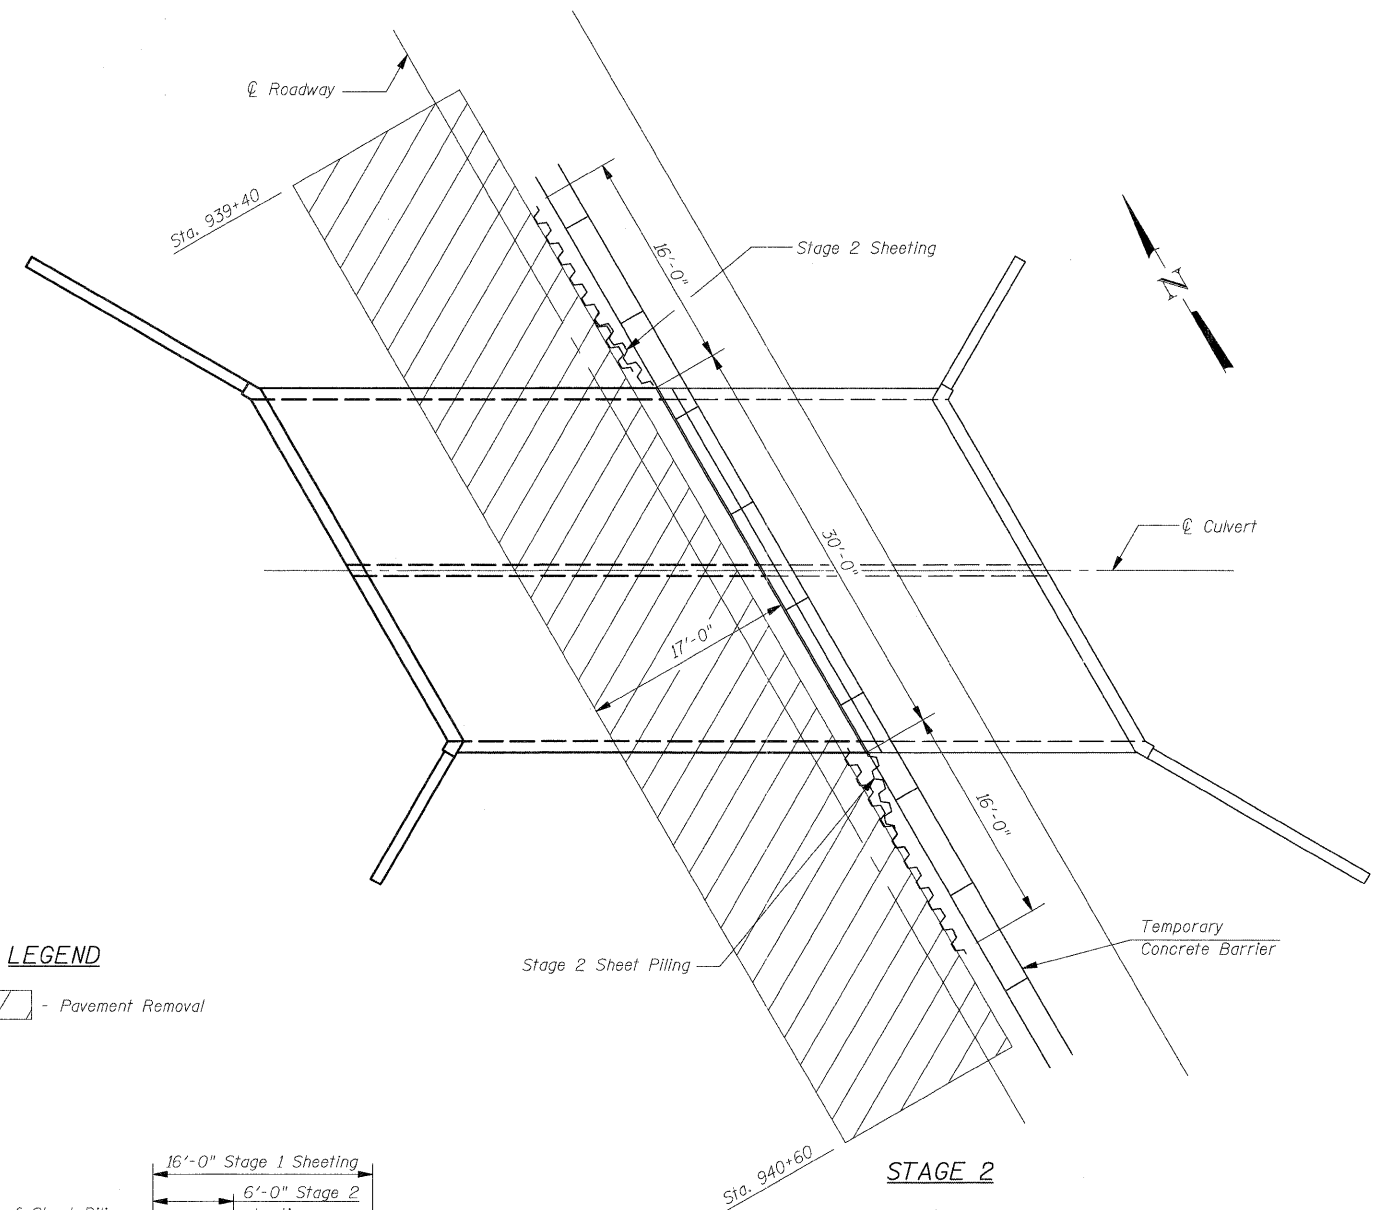 ℄ Roadway
Sta. 939+40
16'-0"
Stage 2 Sheeting
N
30'-0"
℄ Culvert
17'-0"
16'-0"
Temporary
Concrete Barrier
Stage 2 Sheet Piling
LEGEND
- Pavement Removal
Sta. 940+60
STAGE 2
16'-0" Stage 1 Sheeting
6'-0" Stage 2